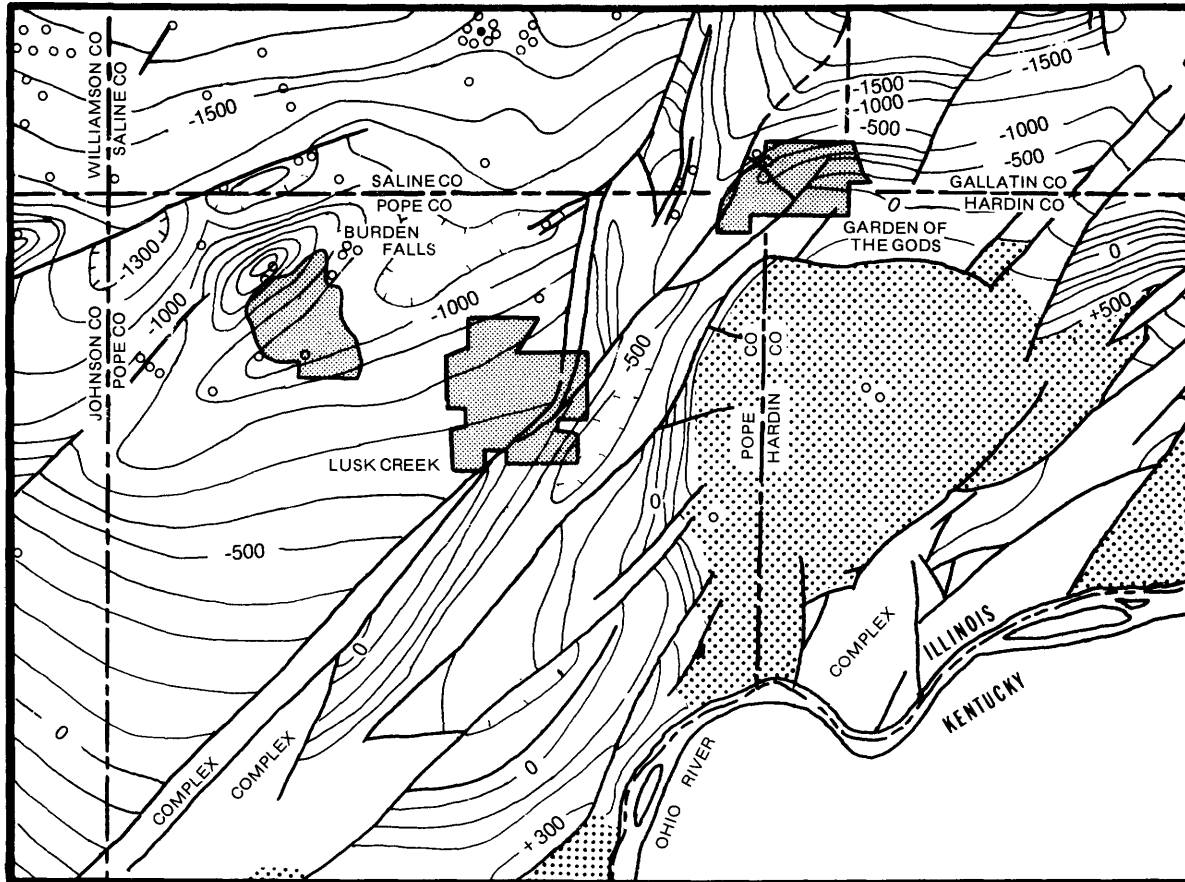 WILLIAMSON CO
SALINE CO
-1500
-1500
-1500
-1000
-500
-1000
-500
SALINE CO
POPE CO
GALLATIN CO
HARDIN CO
BURDEN
FALLS
0
GARDEN OF
THE GODS
0
-1300
-1000
-1000
+500
JOHNSON CO
POPE CO
-500
POPE CO
HARDIN CO
LUSK CREEK
0
-500
COMPLEX
ILLINOIS
KENTUCKY
0
0
COMPLEX
COMPLEX
0
+300
OHIO RIVER